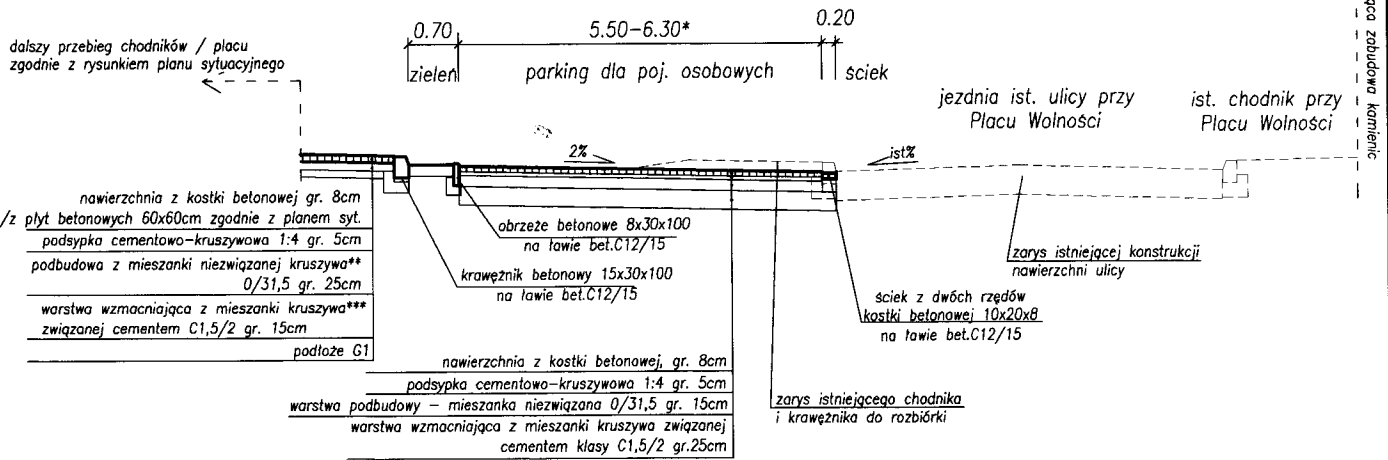 0.70
5.50-6.30*
0.20
dalszy przebieg chodników / placu
zgodnie z rysunkiem planu sytuacyjnego
zieleń
parking dla poj. osobowych
ściek
jezdnia ist. ulicy przy
Placu Wolności
ist. chodnik przy
Placu Wolności
zabudowa kamienic
2%
ist%
nawierzchnia z kostki betonowej gr. 8cm
/z płyt betonowych 60x60cm zgodnie z planem syt.
podsypka cementowo-kruszywowa 1:4 gr. 5cm
podbudowa z mieszanki niezwiązanej kruszywa**
0/31,5 gr. 25cm
warstwa wzmacniająca z mieszanki kruszywa***
związanej cementem C1,5/2 gr. 15cm
podłoże G1
obrzeże betonowe 8x30x100
na ławie bet.C12/15
krawężnik betonowy 15x30x100
na ławie bet.C12/15
zarys istniejącej konstrukcji
nawierzchni ulicy
ściek z dwóch rzędów
kostki betonowej 10x20x8
na ławie bet.C12/15
nawierzchnia z kostki betonowej, gr. 8cm
podsypka cementowo-kruszywowa 1:4 gr. 5cm
warstwa podbudowy – mieszanka niezwiązana 0/31,5 gr. 15cm
warstwa wzmacniająca z mieszanki kruszywa związanej
cementem klasy C1,5/2 gr.25cm
zarys istniejącego chodnika
i krawężnika do rozbiórki